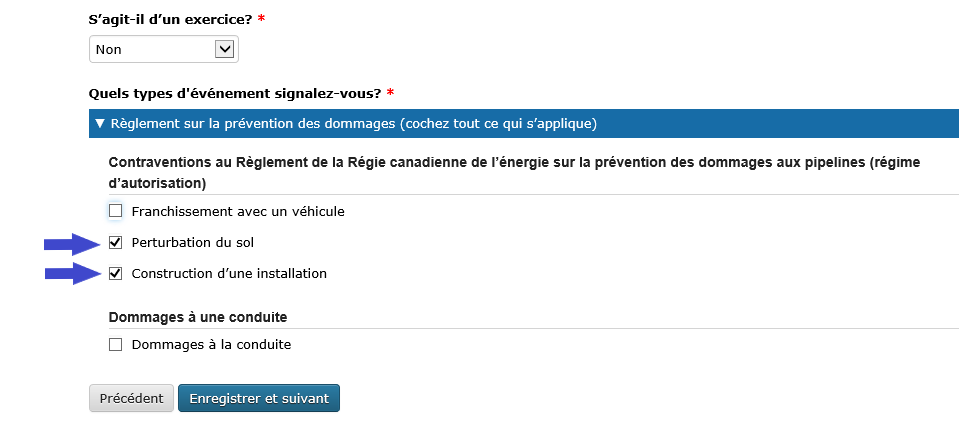 S’agit-il d’un exercice? *
Non
Quels types d'événement signalez-vous? *
▼ Règlement sur la prévention des dommages (cochez tout ce qui s’applique)
Contraventions au Règlement de la Régie canadienne de l’énergie sur la prévention des dommages aux pipelines (régime
d’autorisation)
Franchissement avec un véhicule
Perturbation du sol
Construction d’une installation
Dommages à une conduite
Dommages à la conduite
Précédent Enregistrer et suivant